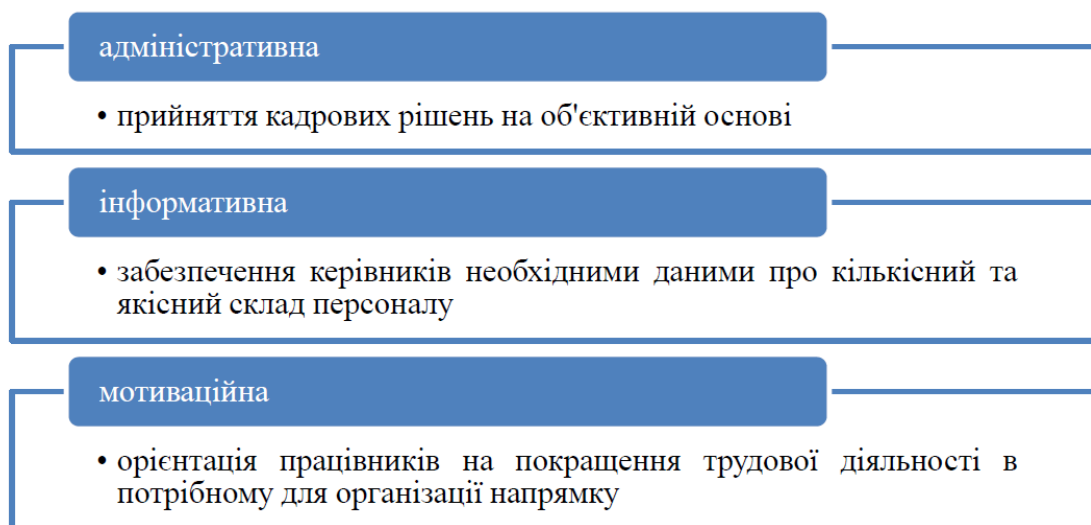 адміністративна
• прийняття кадрових рішень на об'єктивній основі
інформативна
• забезпечення керівників необхідними даними про кількісний та
якісний склад персоналу
мотиваційна
• орієнтація працівників на покращення трудової діяльності в
потрібному для організації напрямку